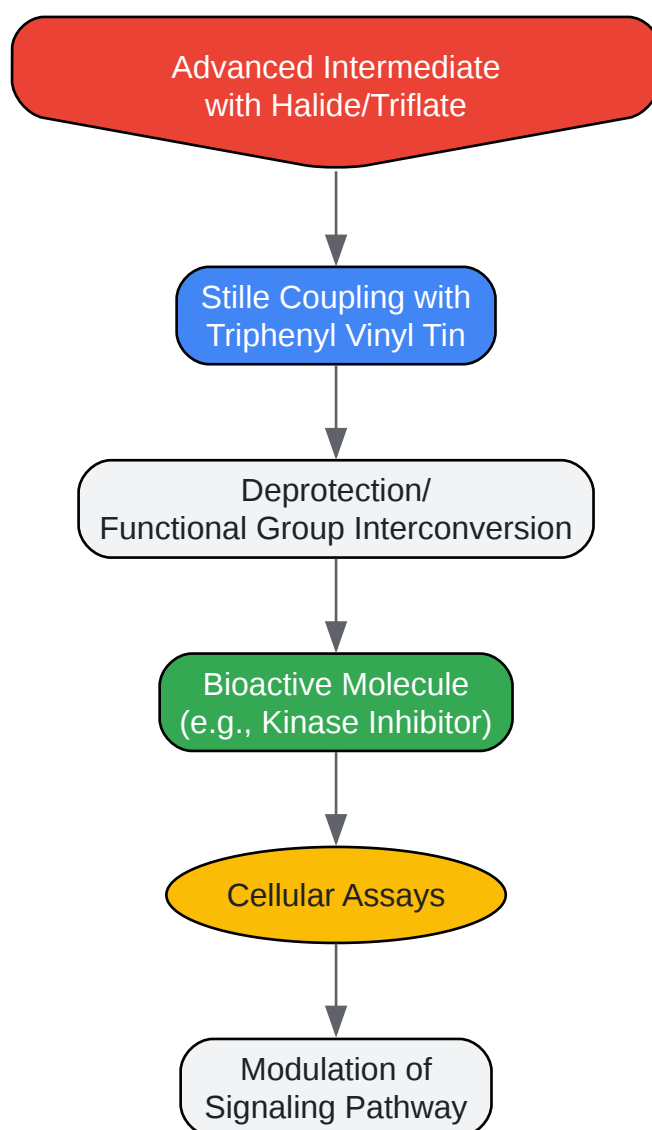 Advanced Intermediate
with Halide/Triflate
Stille Coupling with
Triphenyl Vinyl Tin
Deprotection/
Functional Group Interconversion
Bioactive Molecule
(e.g., Kinase Inhibitor)
Cellular Assays
Modulation of
Signaling Pathway